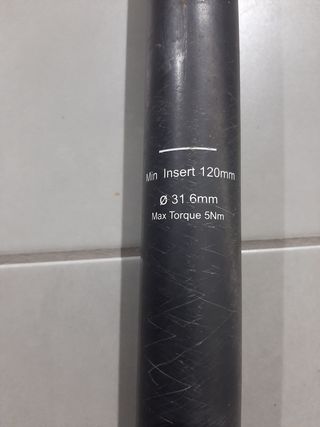 Min Insert 120mm
Ø 31.6mm
Max Torque 5Nm